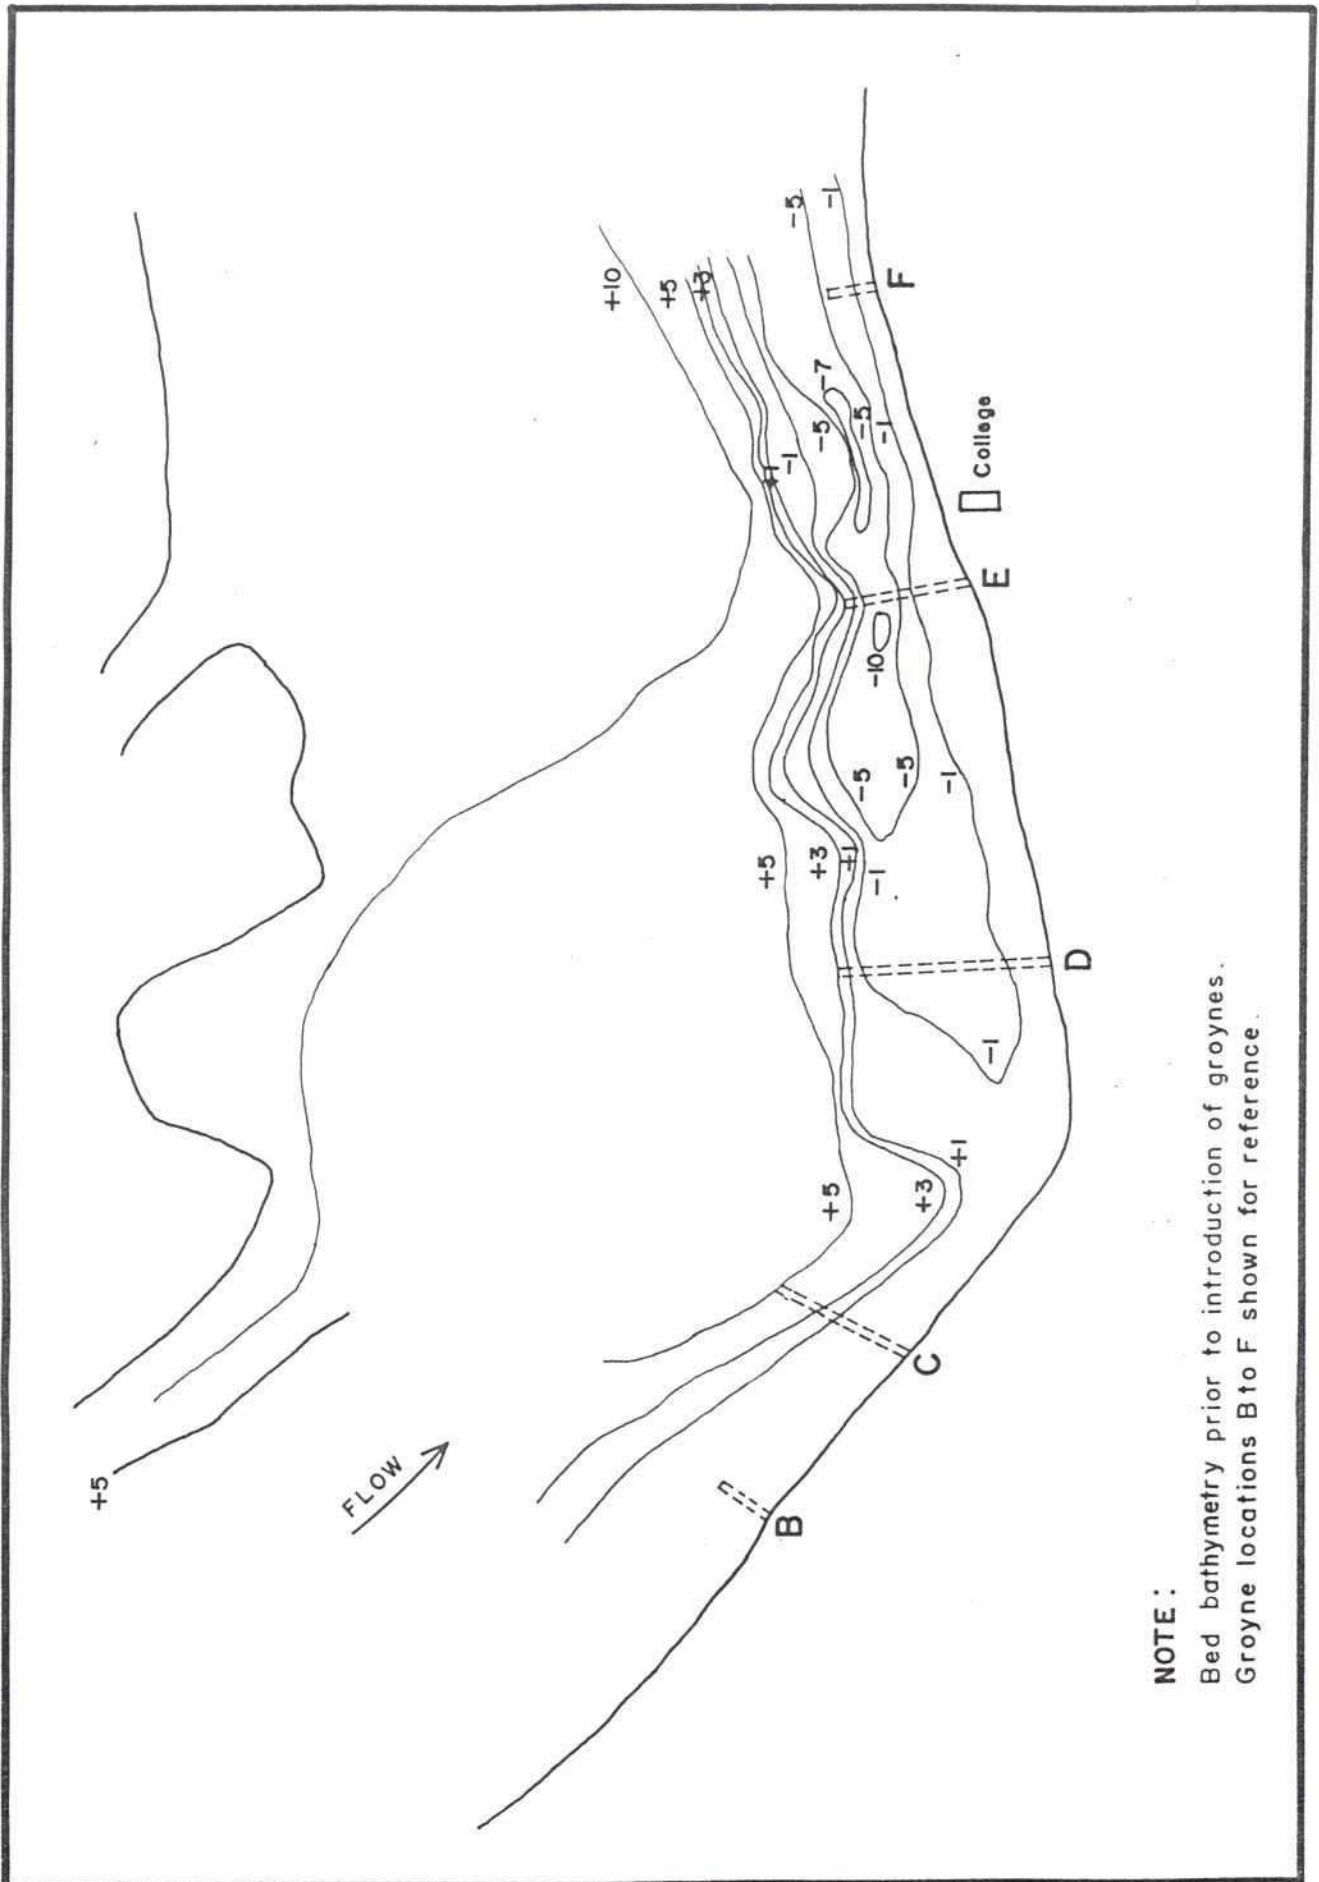 +5
FLOW
+10
+5
+3
-5
-1
+1
-1
-5
-7
-5
-1
-10
+5
+3
+1
-1
-5
-5
-1
+5
+3
+1
-1
B
C
D
E
F
College
NOTE :
Bed bathymetry prior to introduction of groynes.
Groyne locations B to F shown for reference.